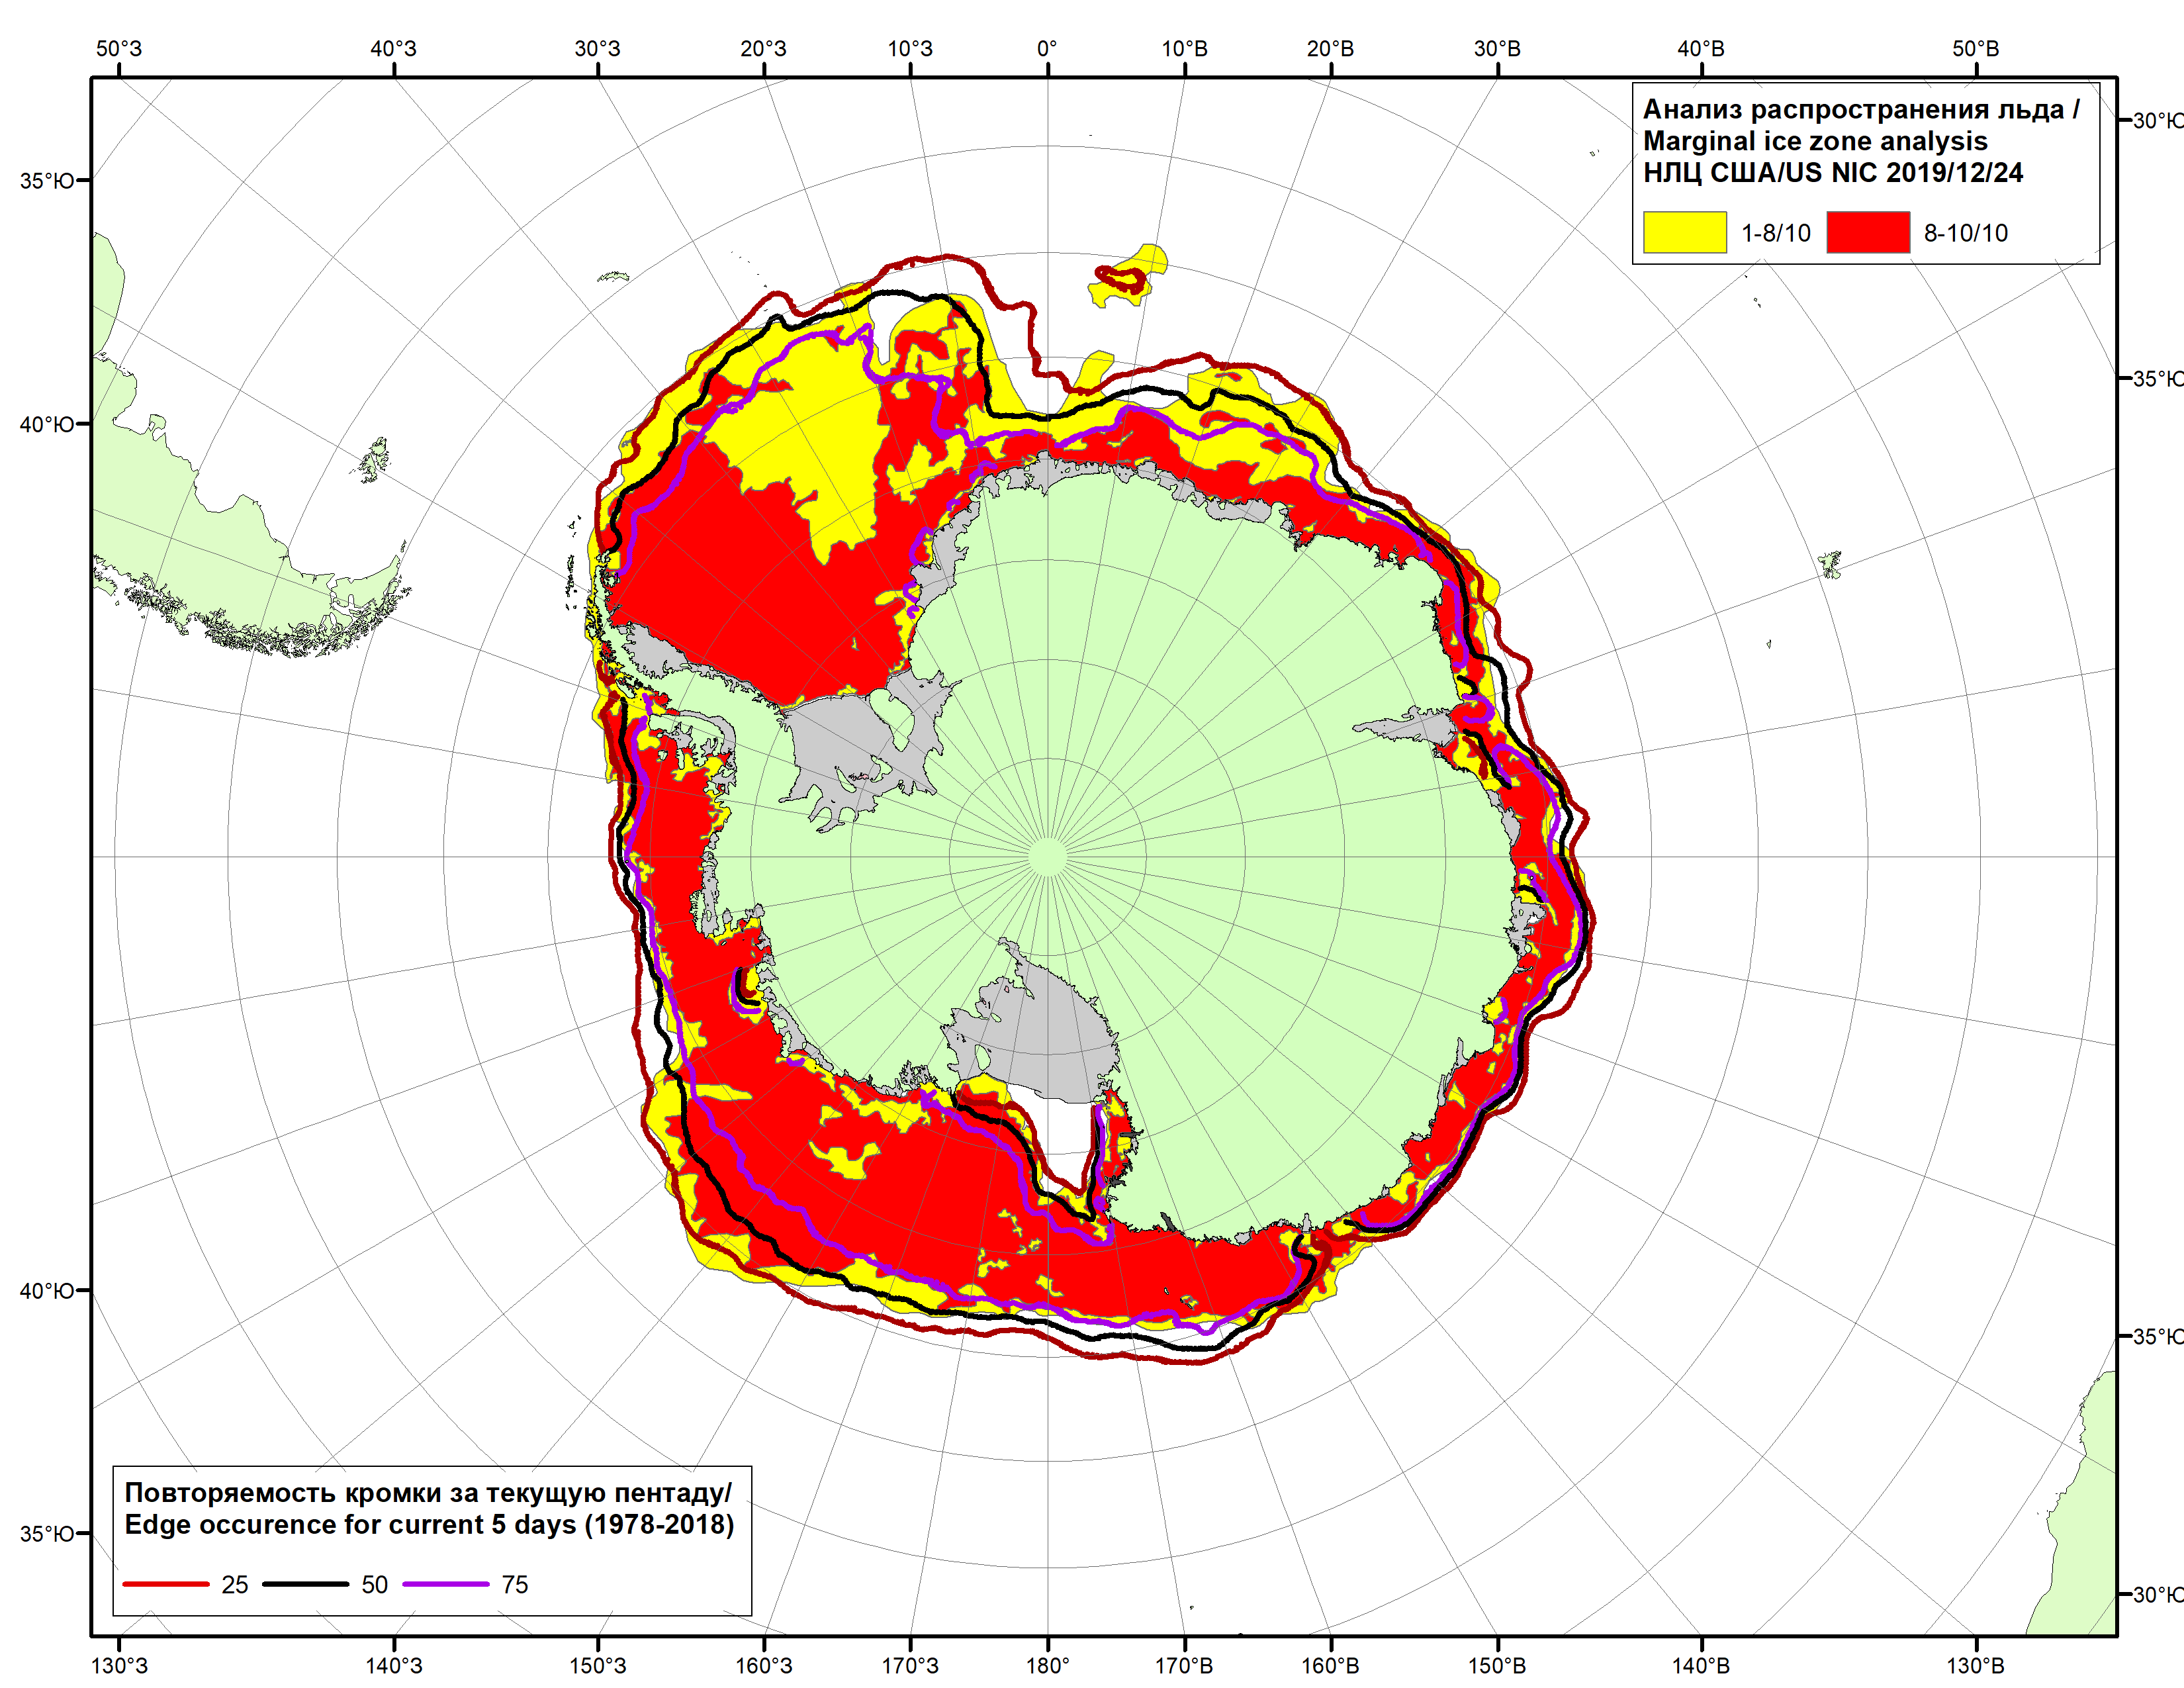 50°З 40°З 30°З 20°З 10°З 0° 10°В 20°В 30°В 40°В 50°В
Анализ распространения льда /
Marginal ice zone analysis
НЛЦ США/US NIC 2019/12/24
1-8/10 8-10/10
30°Ю
35°Ю
35°Ю
40°Ю
40°Ю
35°Ю
35°Ю
30°Ю
Повторяемость кромки за текущую пентаду/
Edge occurence for current 5 days (1978-2018)
25 50 75
130°З 140°З 150°З 160°З 170°З 180° 170°В 160°В 150°В 140°В 130°В